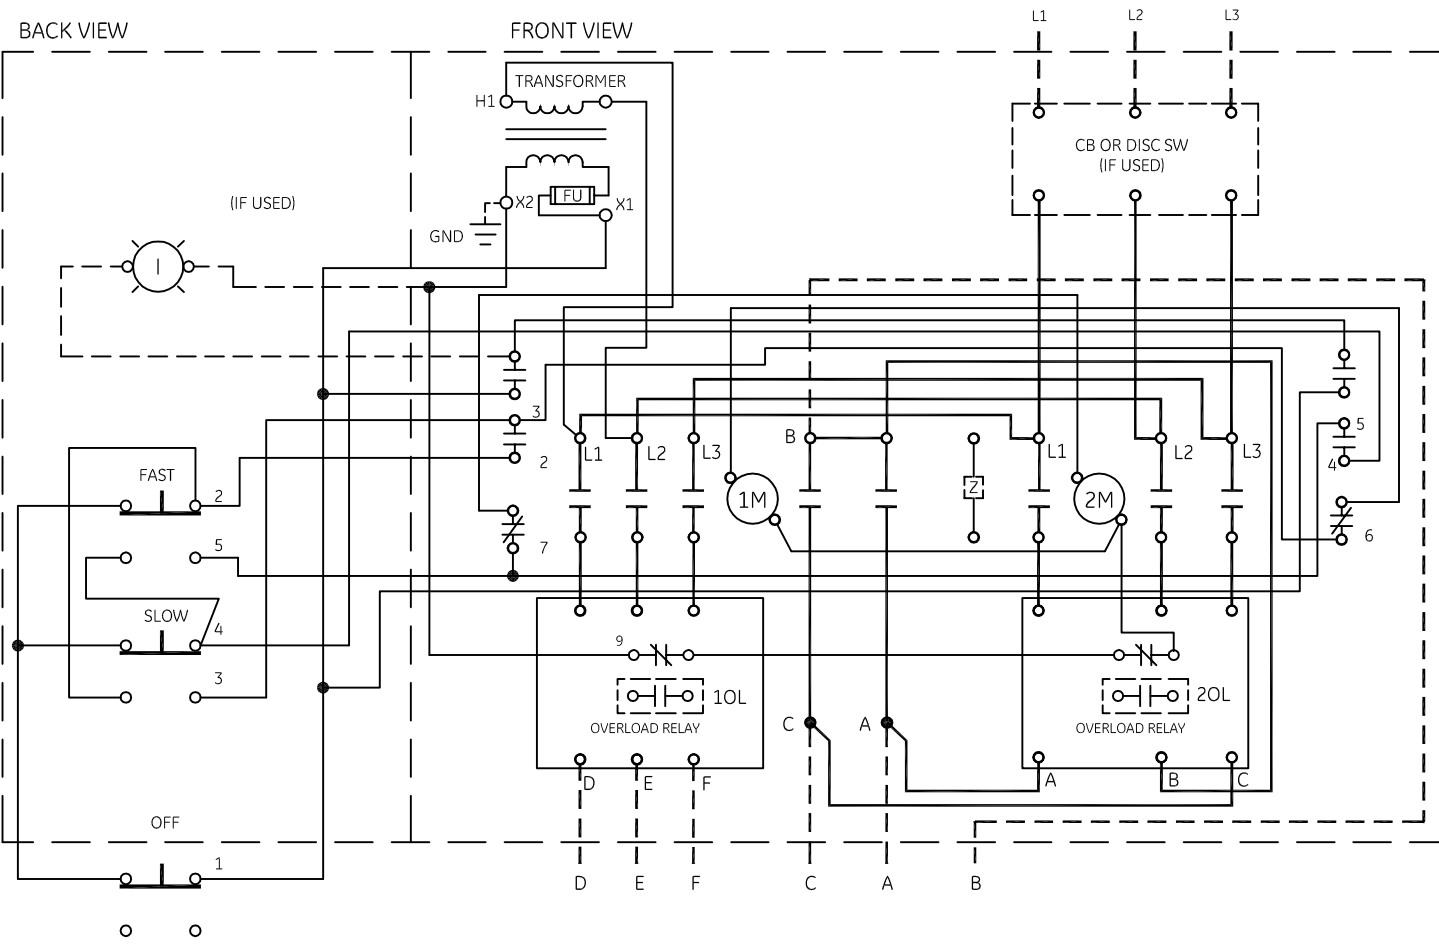 BACK VIEW
FRONT VIEW
L1 L2 L3
TRANSFORMER
H1
CB OR DISC SW
(IF USED)
(IF USED)
FU
X2
X1
GND
I
3
2
5
4
B
L1 L2 L3
L1 L2 L3
FAST
2
1M
Z
2M
5
7
6
SLOW
4
9
3
1OL
2OL
OVERLOAD RELAY
OVERLOAD RELAY
C
A
D E F
A B C
OFF
1
D E F C A B